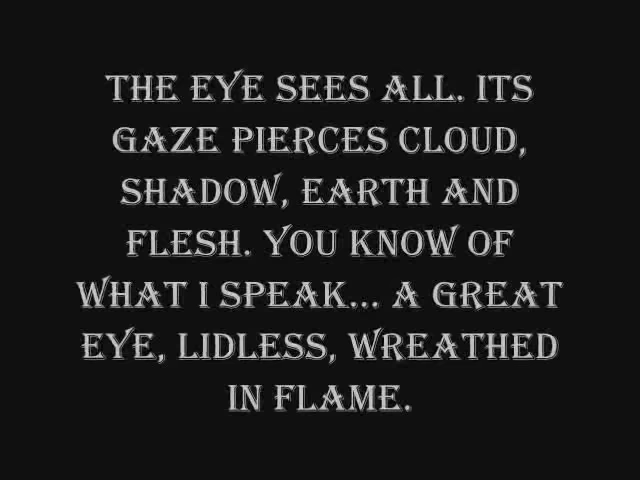 THE EYE SEES ALL. ITS
GAZE PIERCES CLOUD,
SHADOW, EARTH AND
FLESH. YOU KNOW OF
WHAT I SPEAK... A GREAT
EYE, LIDLESS, WREATHED
IN FLAME.